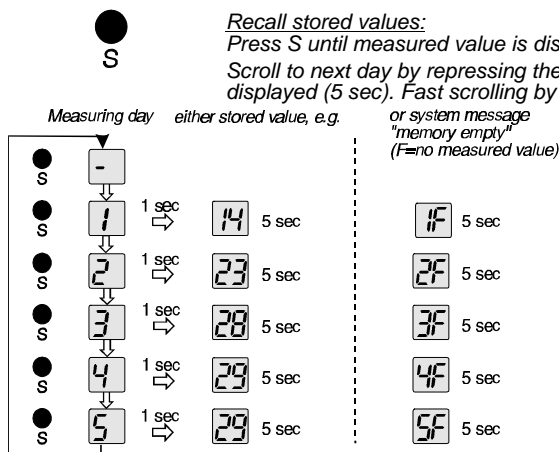 Recall stored values:
Press S until measured value is dis
S
Scroll to next day by repressing the
displayed (5 sec). Fast scrolling by
Measuring day either stored value, e.g. or system message
"memory empty"
(F=no measured value)
S -
S 1 1 sec 14 5 sec 1F 5 sec
S 2 1 sec 23 5 sec 2F 5 sec
S 3 1 sec 28 5 sec 3F 5 sec
S 4 1 sec 29 5 sec 4F 5 sec
S 5 1 sec 29 5 sec 5F 5 sec